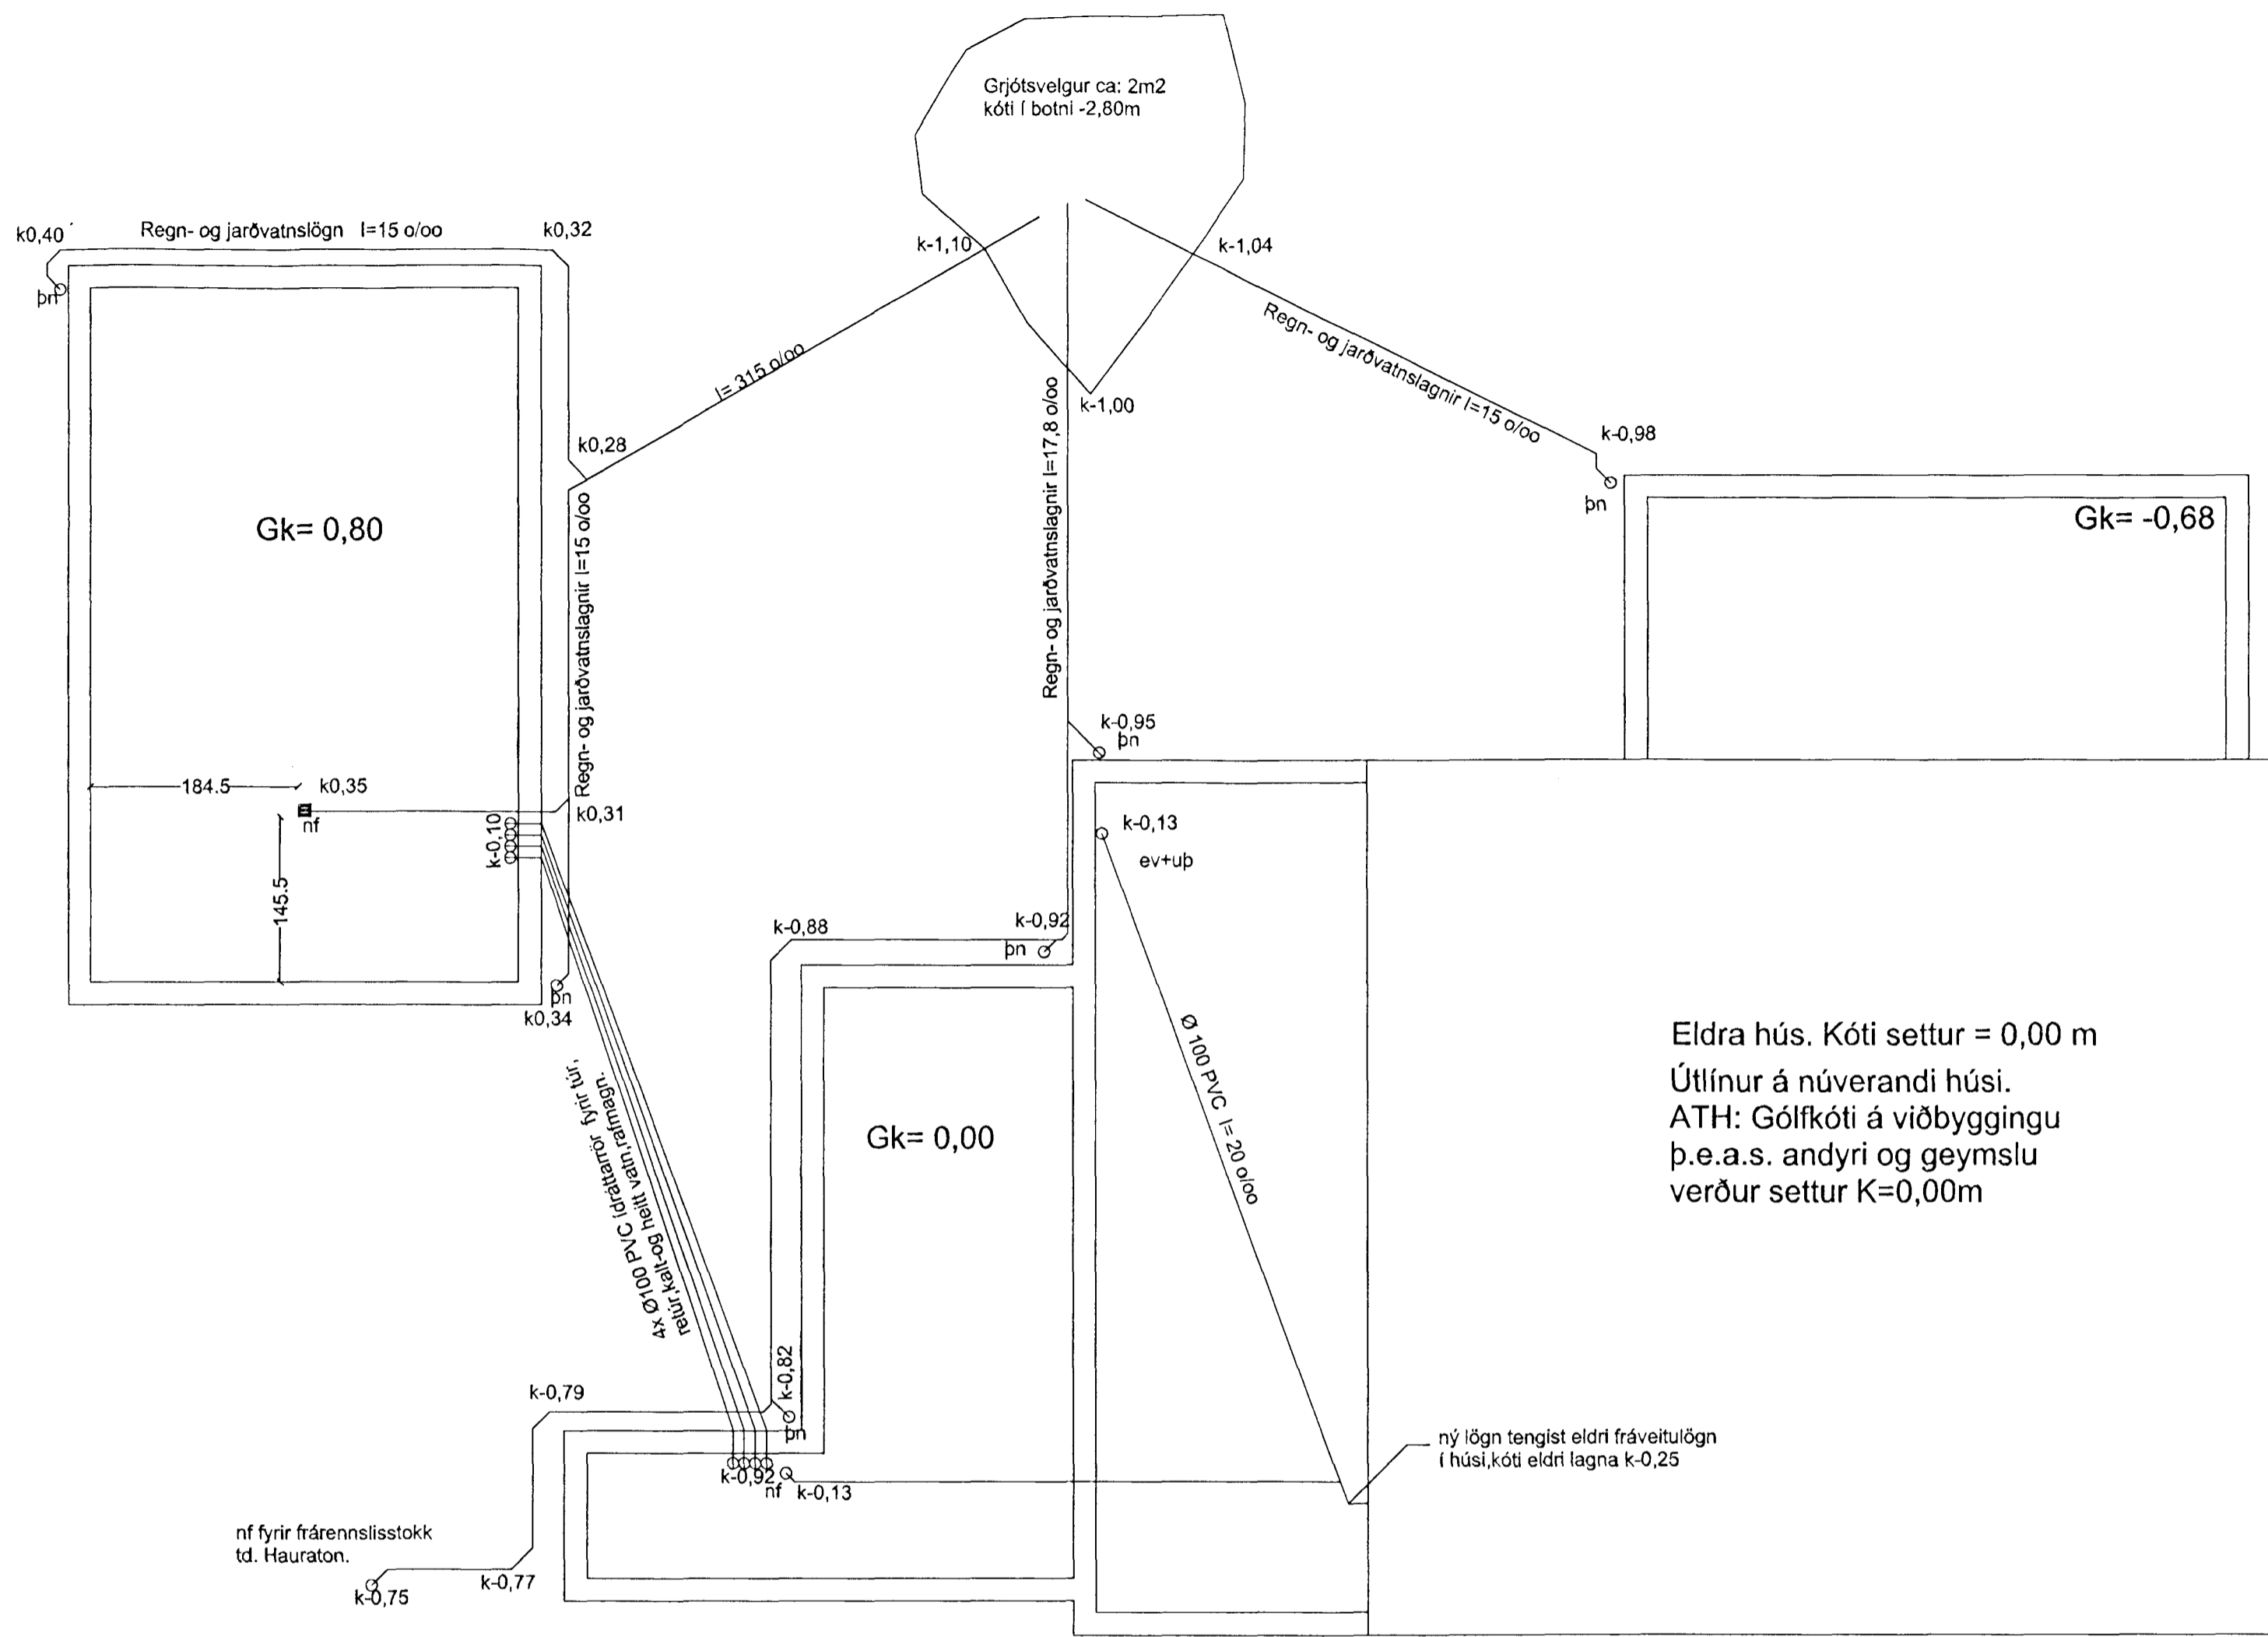 Grjótsvelgur ca: 2m2
kóti í botni -2,80m
k0,40
Regn- og jarðvatnslögn I=15 o/oo
k0,32
k-1,10
k-1,04
þn
Regn- og jarðvatnslagnir I=15 o/oo
I= 315 o/oo
k-1,00
k0,28
k-0,98
þn
Gk= 0,80
Gk= -0,68
Regn- og jarðvatnslagnir I=15 o/oo
Regn- og jarðvatnslagnir I=17,8 o/oo
k-0,95
þn
184.5
k0,35
nf
k0,31
k-0,10
k-0,13
ev+uþ
145.5
k-0,88
k-0,92
þn
þn
k0,34
Ø 100 PVC I= 20 o/oo
4x Ø100 PVC ídráttarrör fyrir túr,
retúr,kalt-og heitt vatn,rafmagn.
Gk= 0,00
Eldra hús. Kóti settur = 0,00 m
Útlínur á núverandi húsi.
ATH: Gólfkóti á viðbyggingu
þ.e.a.s. andyri og geymslu
verður settur K=0,00m
k-0,82
k-0,79
þn
k-0,92
nf k-0,13
ný lögn tengist eldri fráveitulögn
í húsi,kóti eldri lagna k-0,25
nf fyrir frárennslisstokk
td. Hauraton.
k-0,77
k-0,75